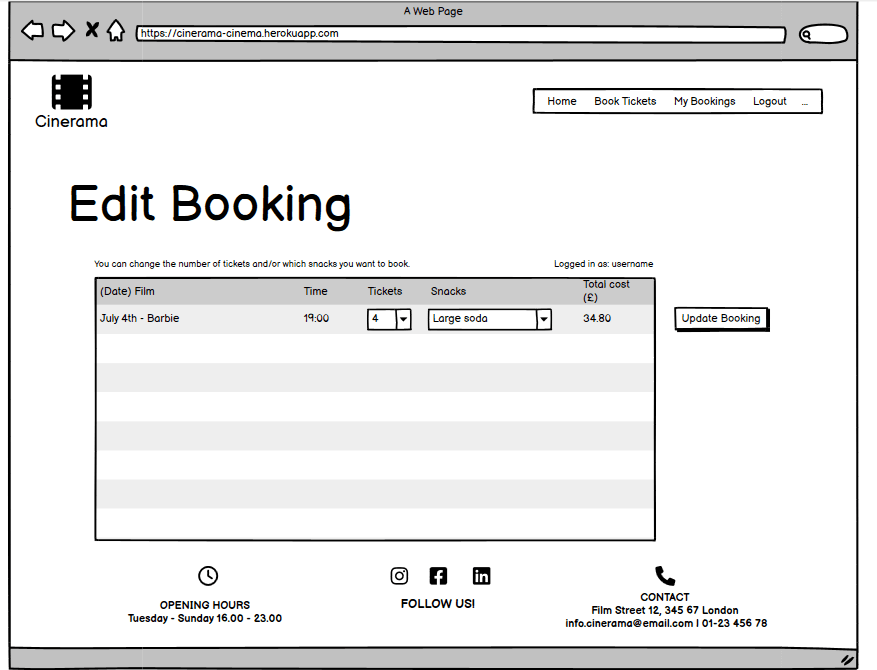 A Web Page
https://cinerama-cinema.herokuapp.com
Cinerama
Home Book Tickets My Bookings Logout ...
Edit Booking
You can change the number of tickets and/or which snacks you want to book. Logged in as: username
(Date) Film Time Tickets Snacks Total cost (£)
July 4th - Barbie 19:00 4 Large soda 34.80 Update Booking
OPENING HOURS
Tuesday - Sunday 16.00 - 23.00
FOLLOW US!
CONTACT
Film Street 12, 345 67 London
info.cinerama@email.com | 01-23 456 78